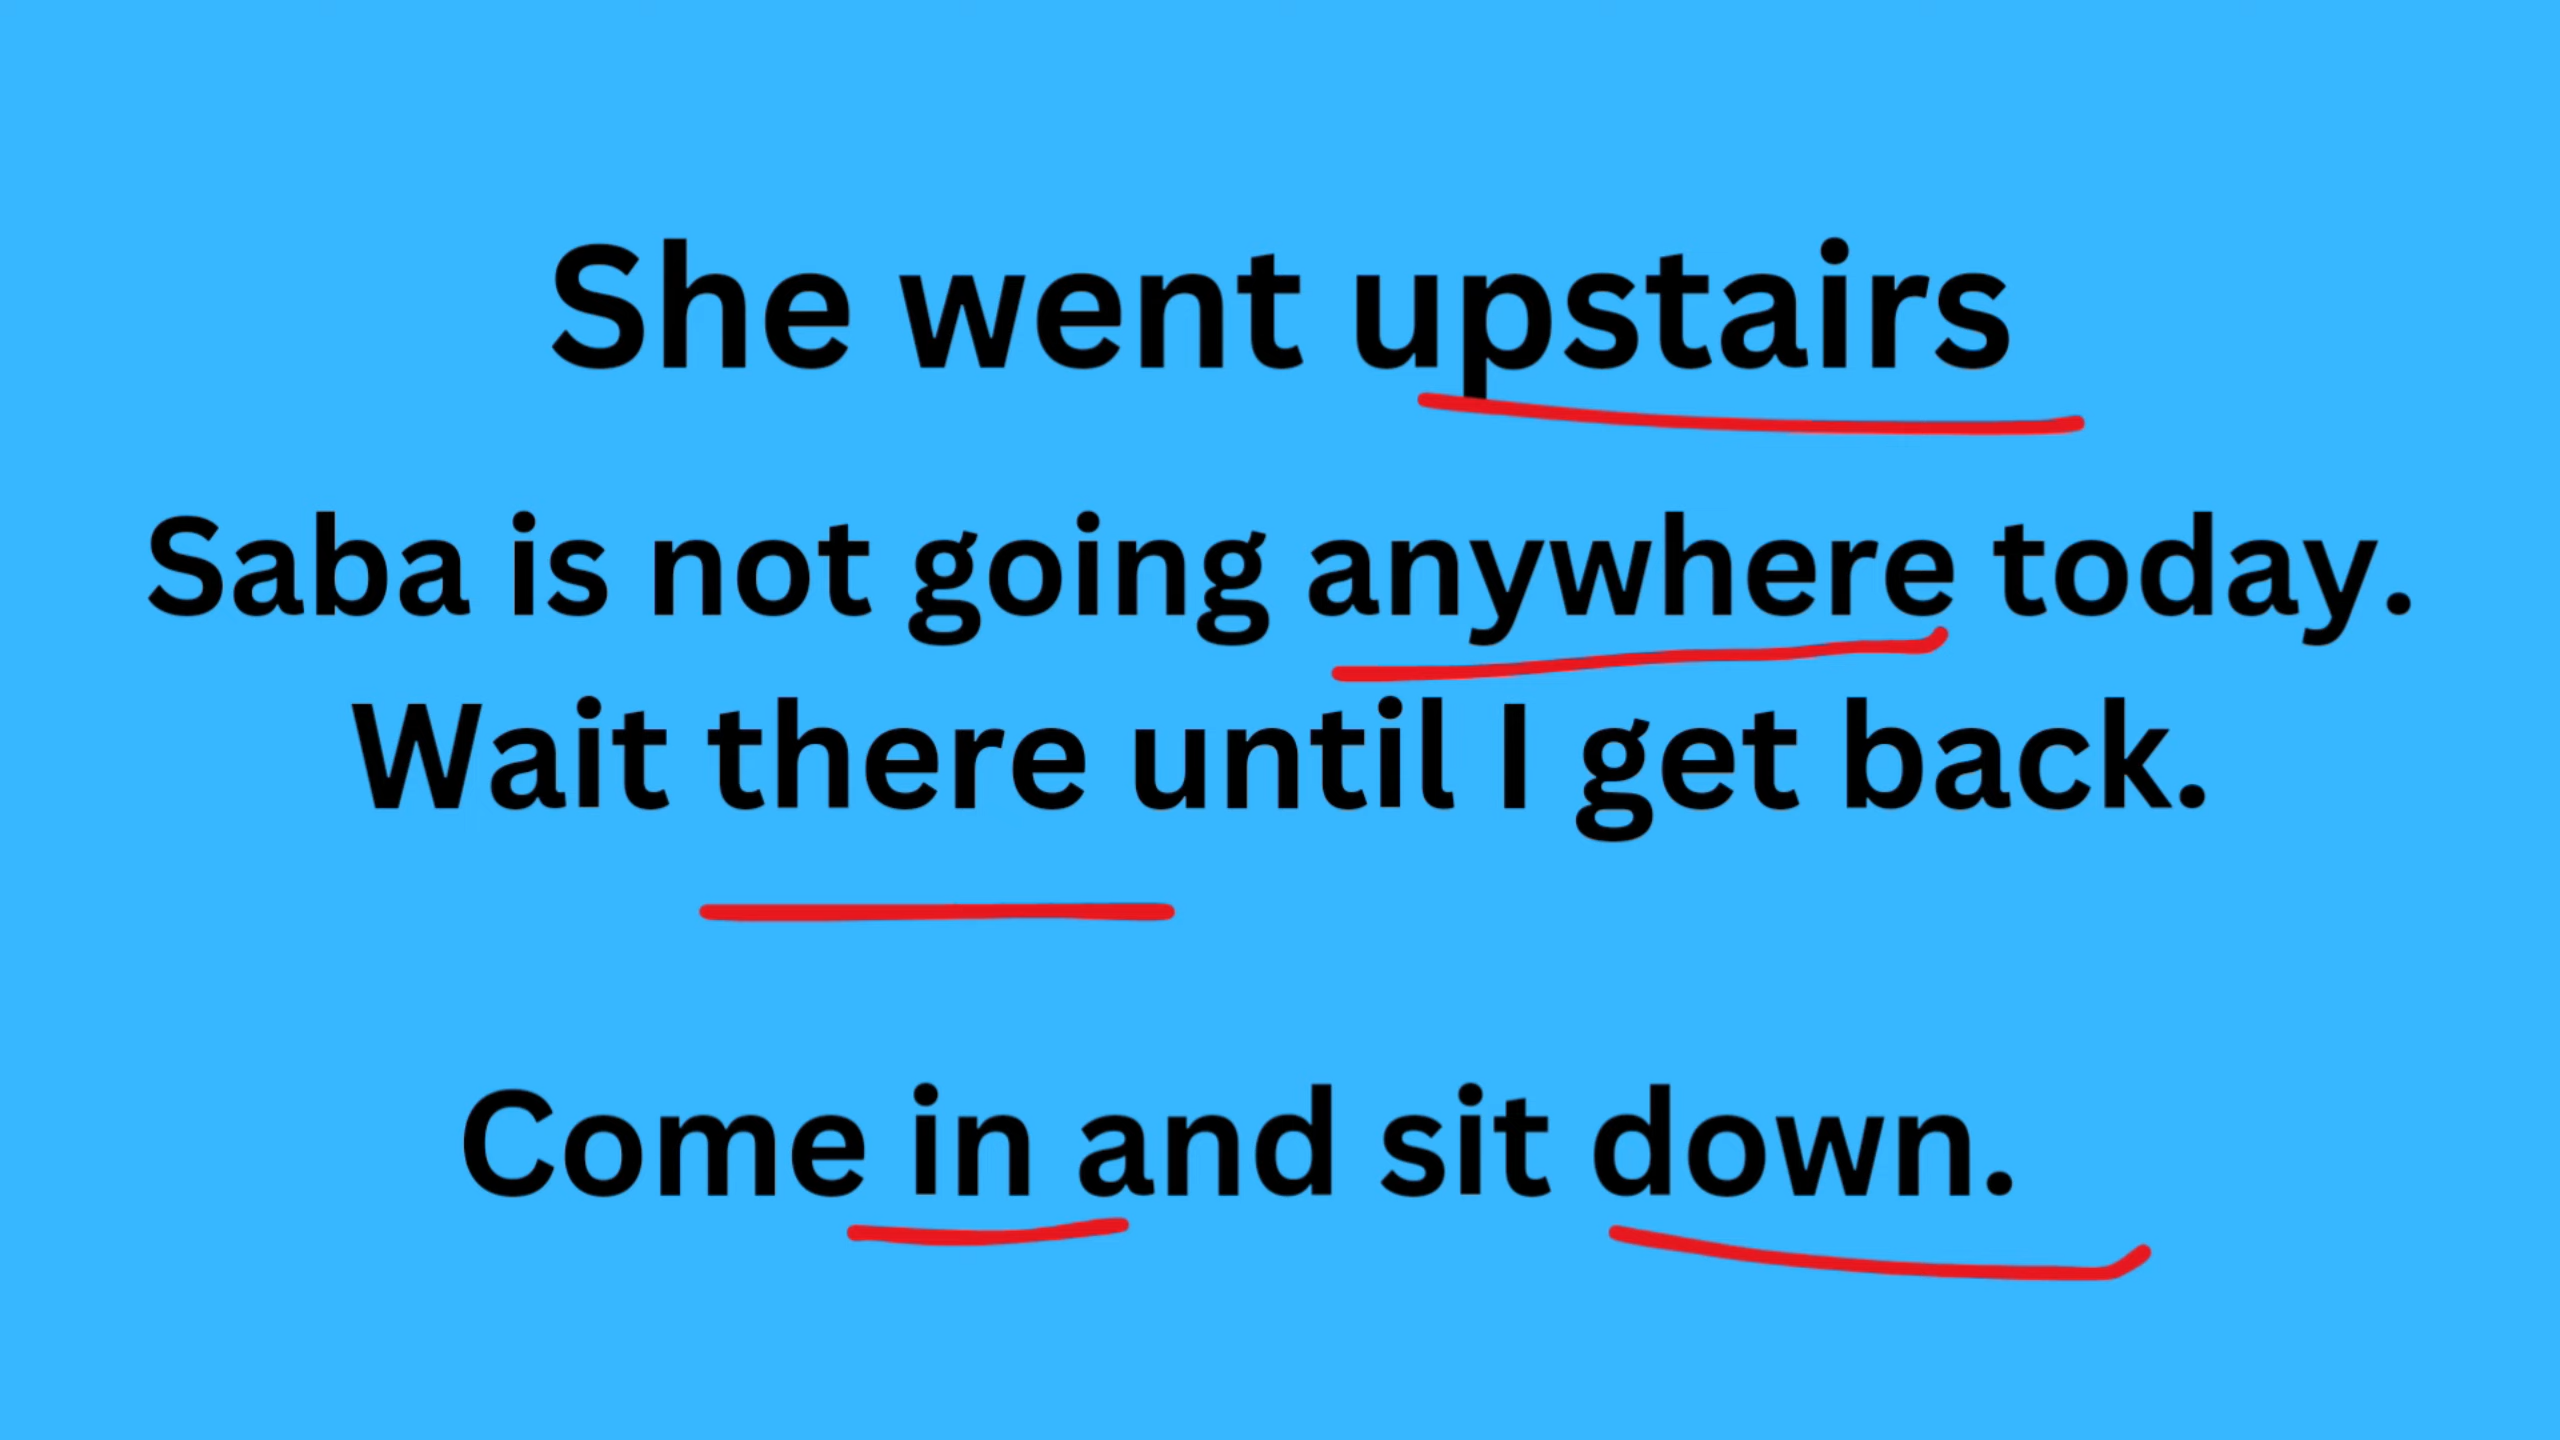 She went upstairs
Saba is not going anywhere today.
Wait there until I get back.
Come in and sit down.